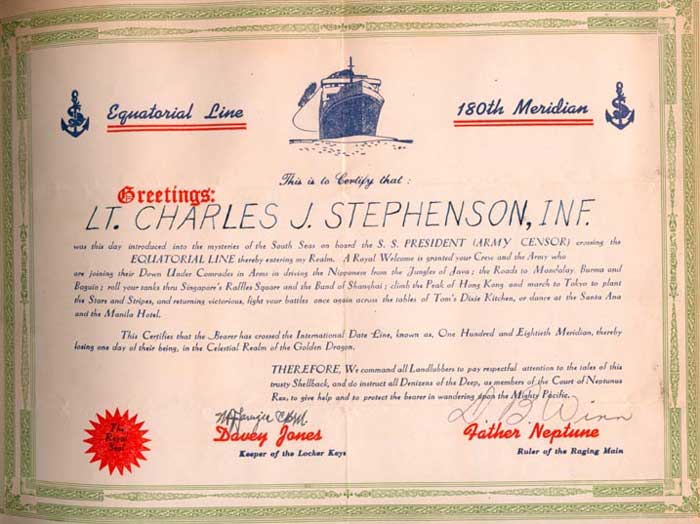 Equatorial Line
180th Meridian
This is to Certify that:
Greetings:
LT. CHARLES J. STEPHENSON, INF.
was this day introduced into the mysteries of the South Seas on board the S. S. PRESIDENT (ARMY CENSOR) crossing the
EQUATORIAL LINE thereby entering my Realm. A Royal Welcome is granted your Crew and the Army who
are joining their Down Under Comrades in Arms in driving the Nipponese from the Jungles of Java; the Roads to Mandalay, Burma and
Baguio; roll your tanks thru Singapore's Raffles Square and the Bund of Shanghai; climb the Peak of Hong Kong and march to Tokyo to plant
the Stars and Stripes, and returning victorious, fight your battles once again across the tables of Tom's Dixie Kitchen, or dance at the Santa Ana
and the Manila Hotel.
This Certifies that the Bearer has crossed the International Date Line, known as, One Hundred and Eightieth Meridian, thereby
losing one day of their being, in the Celestial Realm of the Golden Dragon.
THEREFORE, We command all Landlubbers to pay respectful attention to the tales of this
trusty Shellback, and do instruct all Denizens of the Deep, as members of the Court of Neptunus
Rex, to give help and to protect the bearer in wandering upon the Mighty Pacific.
The
Royal
Seal
Davey Jones
Keeper of the Locker Keys
D. B. Winn
Father Neptune
Ruler of the Raging Main